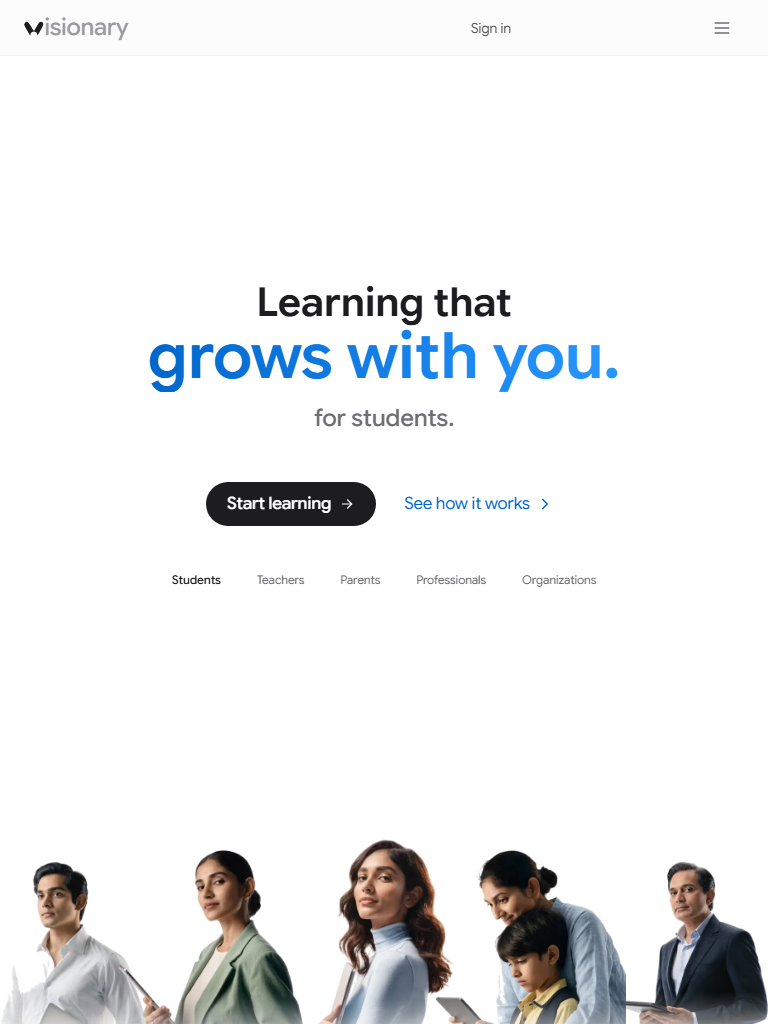 visionary
Sign in
Learning that
grows with you.
for students.
Start learning →
See how it works >
Students Teachers Parents Professionals Organizations